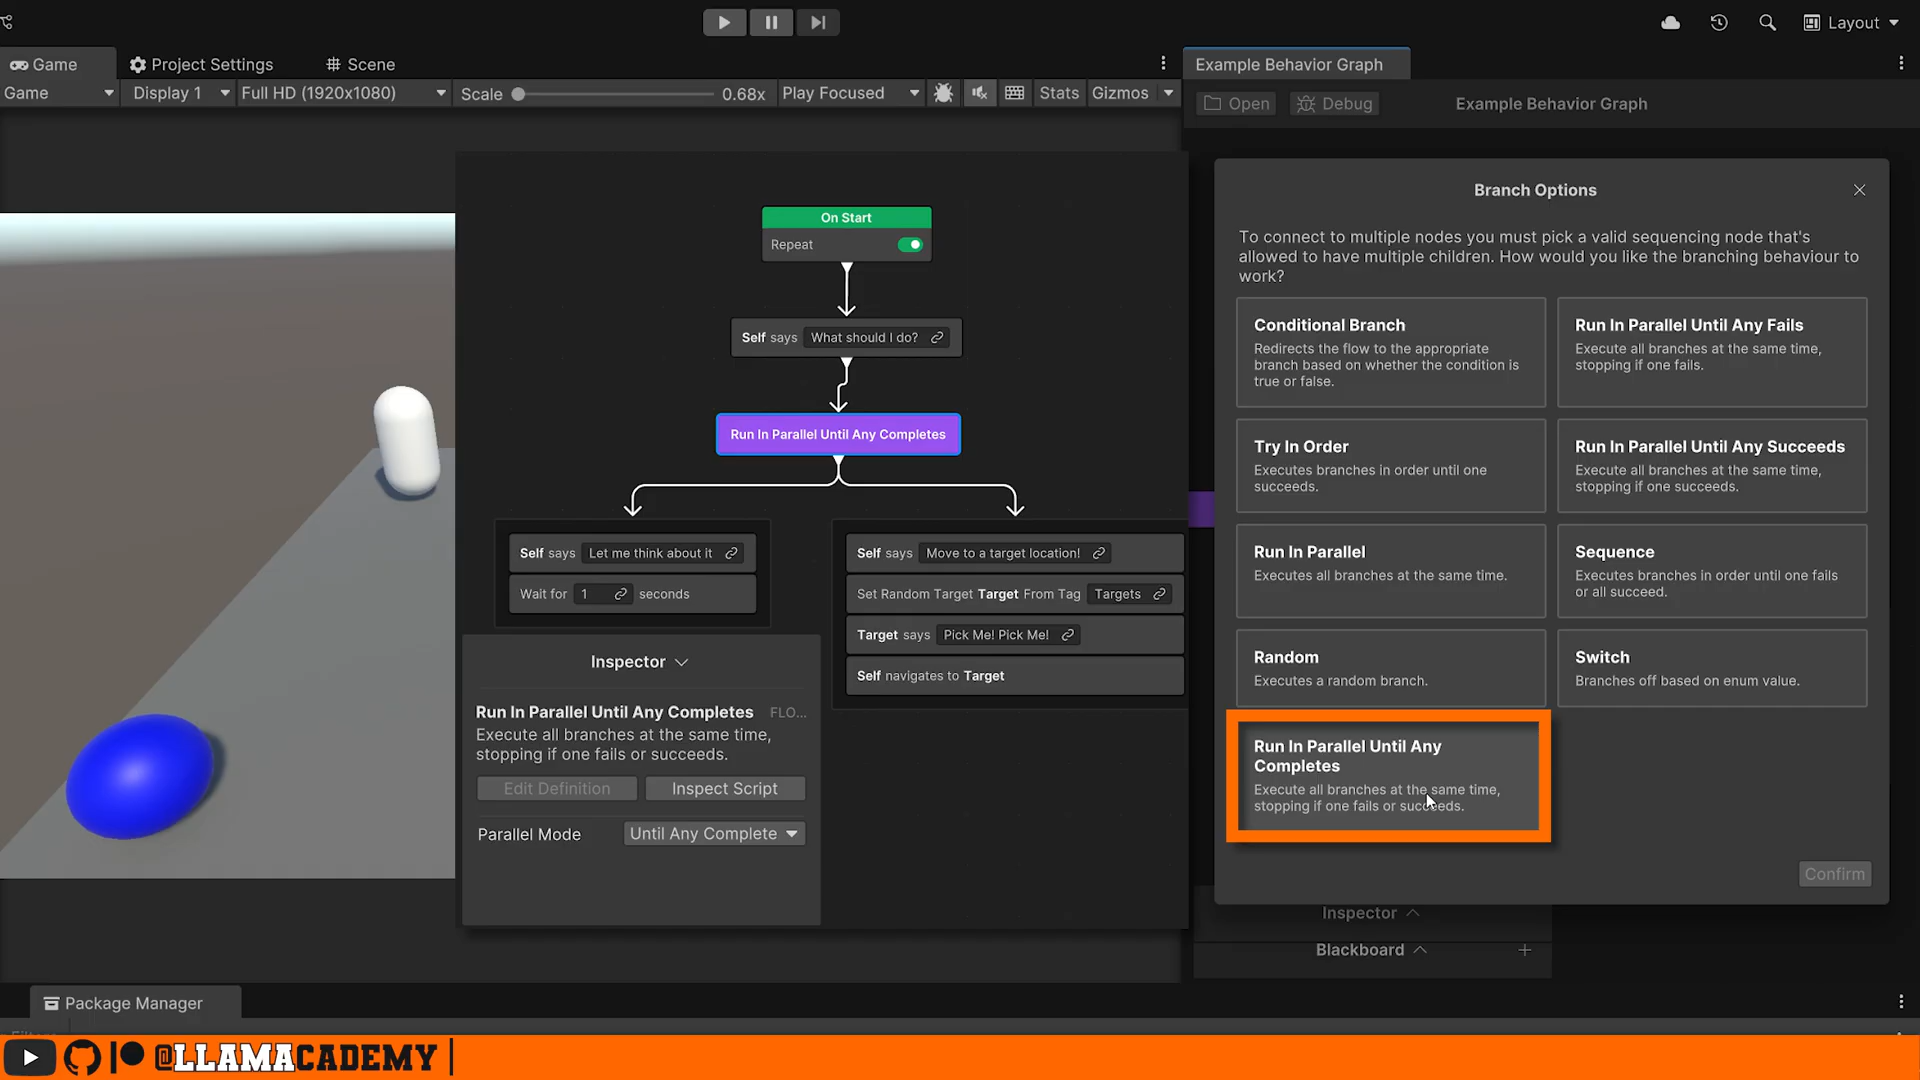 Layout
Game
Project Settings
Scene
Example Behavior Graph
Game
Display 1
Full HD (1920x1080)
Scale
0.68x
Play Focused
Stats
Gizmos
Open
Debug
Example Behavior Graph
On Start
Repeat
Self says What should I do?
Run In Parallel Until Any Completes
Self says Let me think about it
Wait for 1 seconds
Self says Move to a target location!
Set Random Target Target From Tag Targets
Target says Pick Me! Pick Me!
Self navigates to Target
Inspector
Run In Parallel Until Any Completes FLO...
Execute all branches at the same time,
stopping if one fails or succeeds.
Edit Definition
Inspect Script
Parallel Mode
Until Any Complete
Branch Options
To connect to multiple nodes you must pick a valid sequencing node that's
allowed to have multiple children. How would you like the branching behaviour to
work?
Conditional Branch
Redirects the flow to the appropriate
branch based on whether the condition is
true or false.
Run In Parallel Until Any Fails
Execute all branches at the same time,
stopping if one fails.
Try In Order
Executes branches in order until one
succeeds.
Run In Parallel Until Any Succeeds
Execute all branches at the same time,
stopping if one succeeds.
Run In Parallel
Executes all branches at the same time.
Sequence
Executes branches in order until one fails
or all succeed.
Random
Executes a random branch.
Switch
Branches off based on enum value.
Run In Parallel Until Any
Completes
Execute all branches at the same time,
stopping if one fails or succeeds.
Confirm
Inspector
Blackboard
Package Manager
@LLAMACADEMY